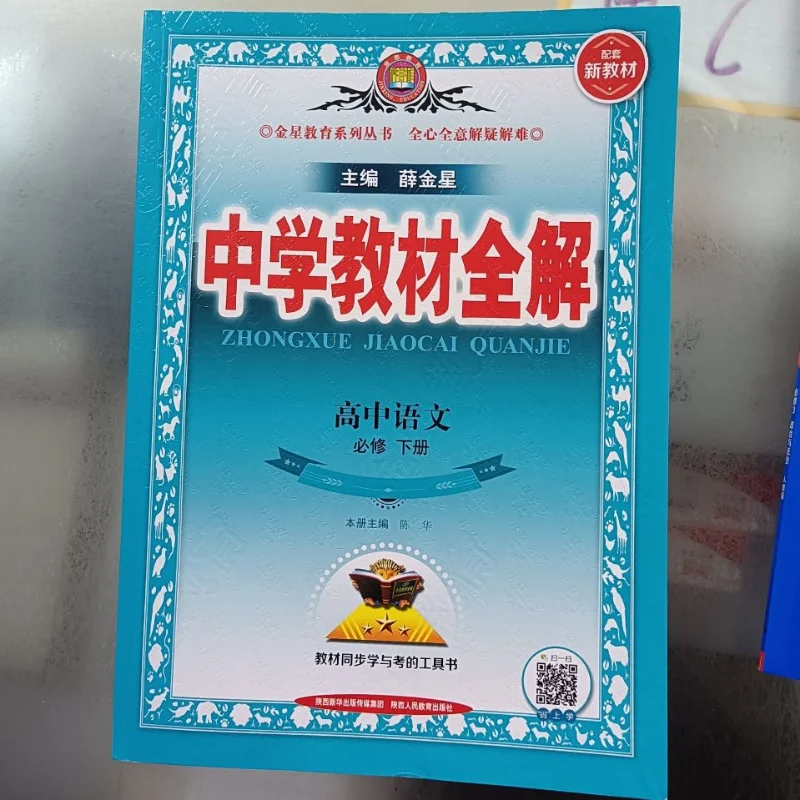 配套
新教材
◎金星教育系列丛书 全心全意解疑解难◎
主编 薛金星
中学教材全解
ZHONGXUE JIAOCAI QUANJIE
高中语文
必修 下册
本册主编 陈 华
教材同步学与考的工具书
扫一扫
陕西新华出版传媒集团 陕西人民教育出版社